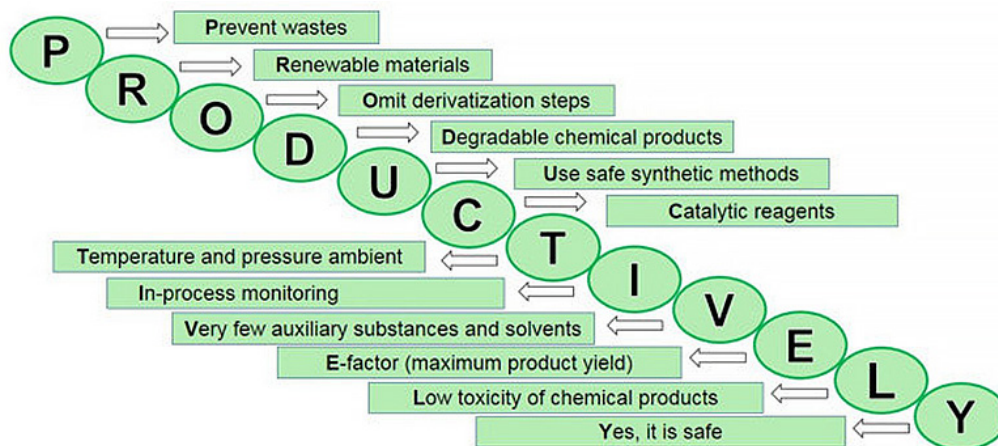 P
Prevent wastes
R
Renewable materials
O
Omit derivatization steps
D
Degradable chemical products
U
Use safe synthetic methods
C
Catalytic reagents
T
Temperature and pressure ambient
I
In-process monitoring
V
Very few auxiliary substances and solvents
E
E-factor (maximum product yield)
L
Low toxicity of chemical products
Y
Yes, it is safe